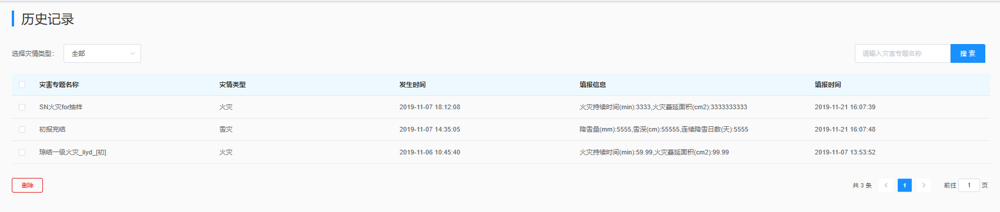 历史记录
选择灾情类型： 全部 请输入灾害专题名称 搜 索
灾害专题名称 灾情类型 发生时间 填报信息 填报时间
SN火灾for抽样 火灾 2019-11-07 18:12:08 火灾持续时间(min):3333,火灾蔓延面积(cm2):3333333333 2019-11-21 16:07:39
初报完结 雪灾 2019-11-07 14:35:05 降雪量(mm):5555,雪深(cm):55555,连续降雪日数(天):5555 2019-11-21 16:07:48
琼结一级火灾_liyd_[初] 火灾 2019-11-06 10:45:40 火灾持续时间(min):59.99,火灾蔓延面积(cm2):99.99 2019-11-07 13:53:52
删除 共 3 条 1 前往 1 页